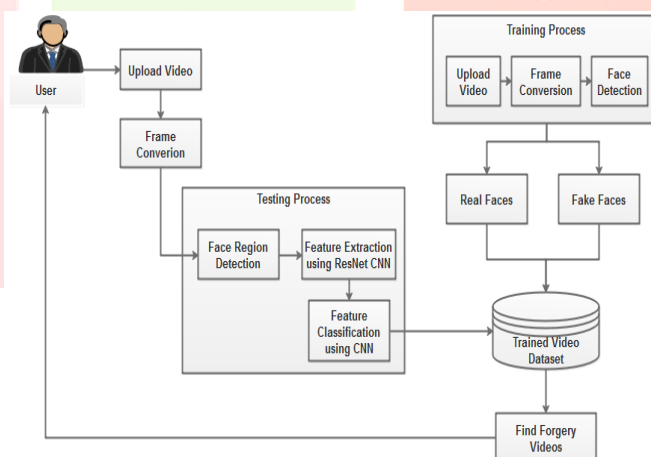 User
Upload Video
Frame
Converion
Testing Process
Face Region
Detection
Feature Extraction
using ResNet CNN
Feature
Classification
using CNN
Training Process
Upload
Video
Frame
Conversion
Face
Detection
Real Faces
Fake Faces
Trained Video
Dataset
Find Forgery
Videos